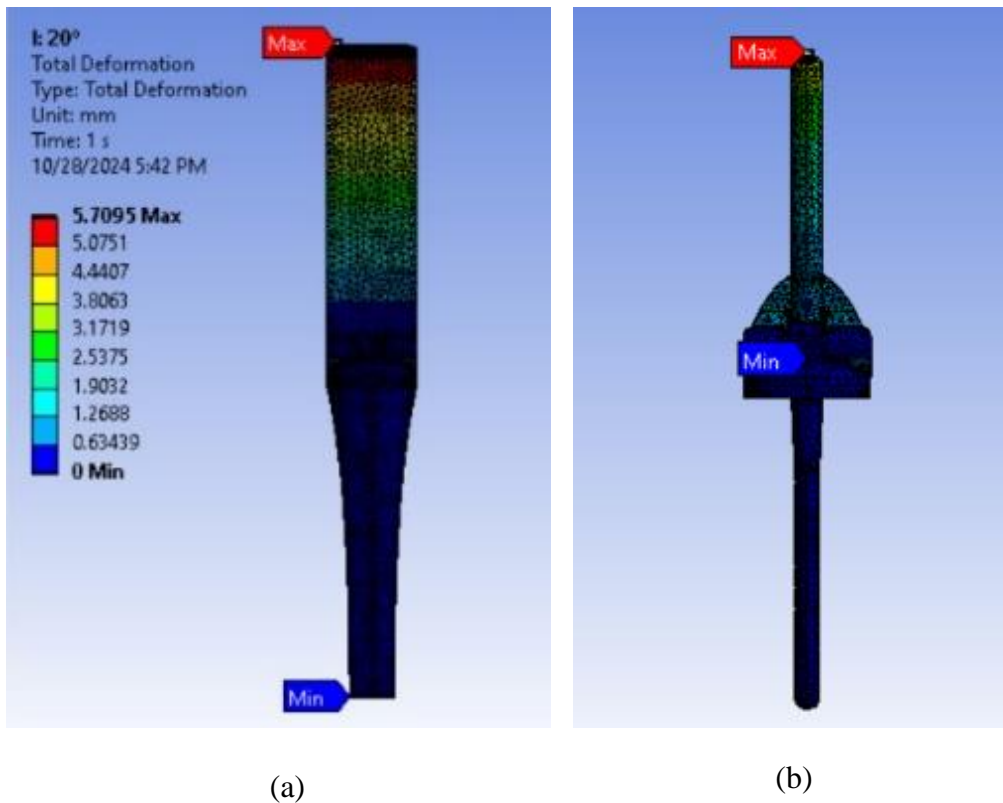 I: 20°
Total Deformation
Type: Total Deformation
Unit: mm
Time: 1 s
10/28/2024 5:42 PM
5.7095 Max
5.0751
4.4407
3.8063
3.1719
2.5375
1.9032
1.2688
0.63439
0 Min
Max
Min
Max
Min
(a)
(b)